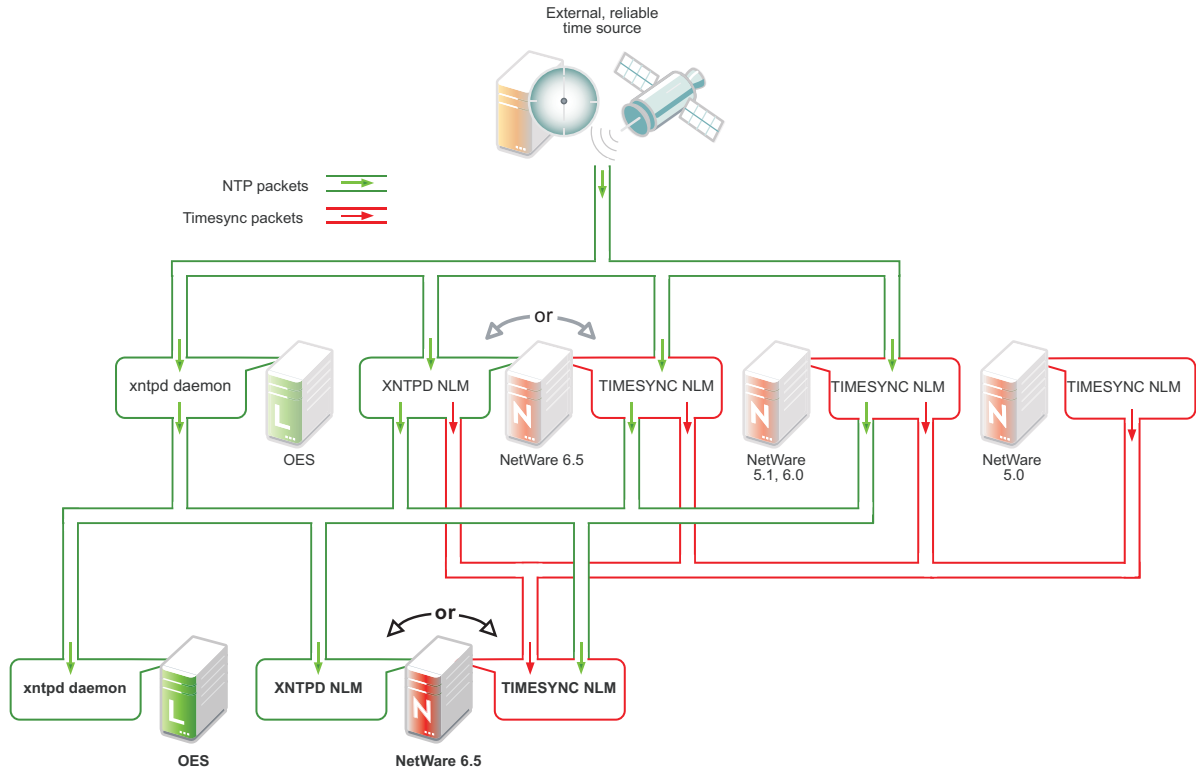 External, reliable
time source
NTP packets
Timesync packets
or
xntpd daemon
XNTPD NLM
TIMESYNC NLM
TIMESYNC NLM
TIMESYNC NLM
L
N
N
N
OES
NetWare 6.5
NetWare
5.1, 6.0
NetWare
5.0
or
xntpd daemon
XNTPD NLM
TIMESYNC NLM
L
N
OES
NetWare 6.5